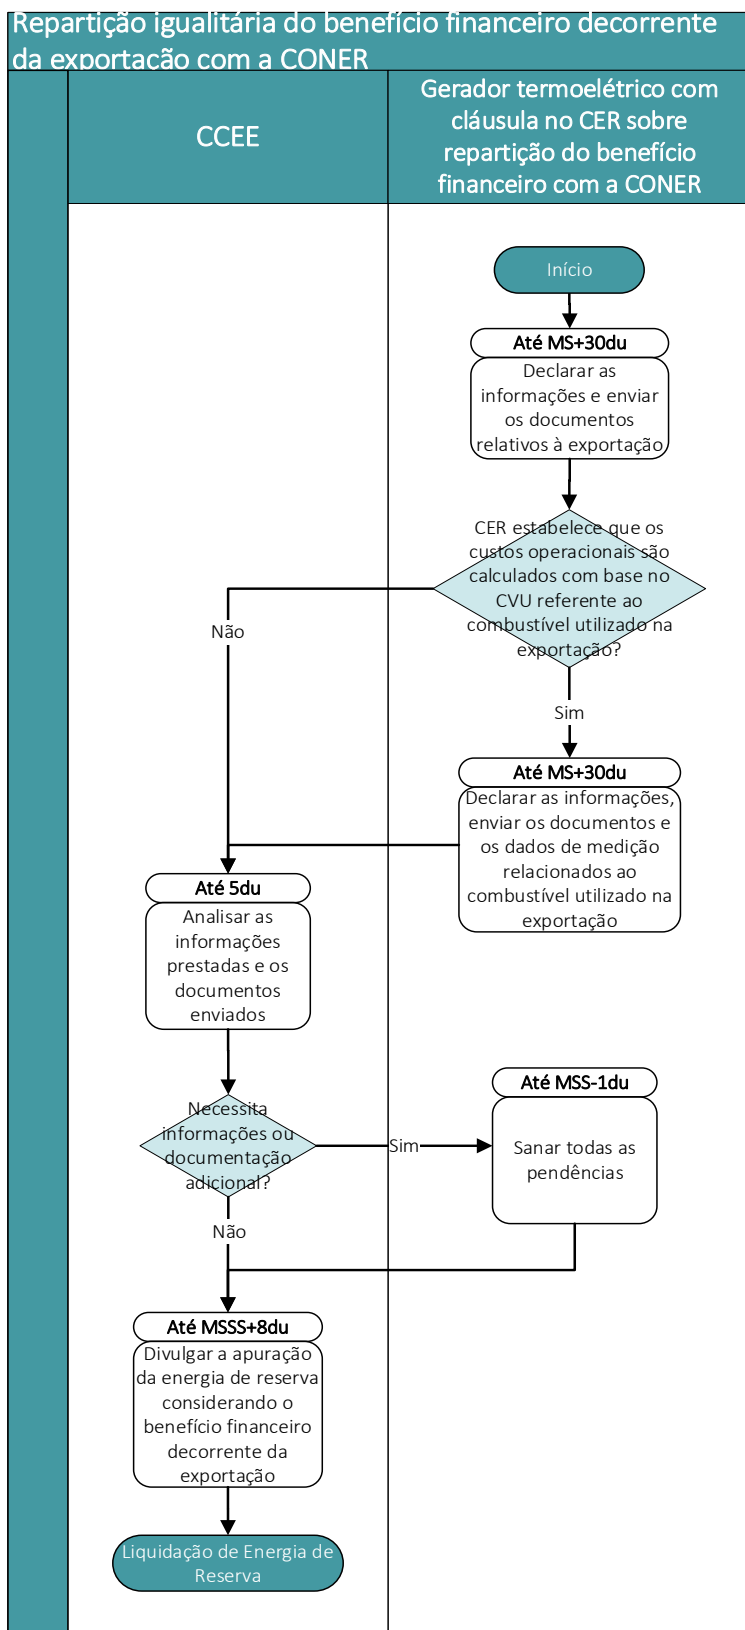 Repartição igualitária do benefício financeiro decorrente
da exportação com a CONER
CCEE
Gerador termoelétrico com
cláusula no CER sobre
repartição do benefício
financeiro com a CONER
Início
Até MS+30du
Declarar as
informações e enviar
os documentos
relativos à exportação
CER estabelece que os
custos operacionais são
calculados com base no
CVU referente ao
combustível utilizado na
exportação?
Não
Sim
Até MS+30du
Declarar as informações,
enviar os documentos e
os dados de medição
relacionados ao
combustível utilizado na
exportação
Até 5du
Analisar as
informações
prestadas e os
documentos
enviados
Necessita
informações ou
documentação
adicional?
Sim
Até MSS-1du
Sanar todas as
pendências
Não
Até MSSS+8du
Divulgar a apuração
da energia de reserva
considerando o
benefício financeiro
decorrente da
exportação
Liquidação de Energia de
Reserva